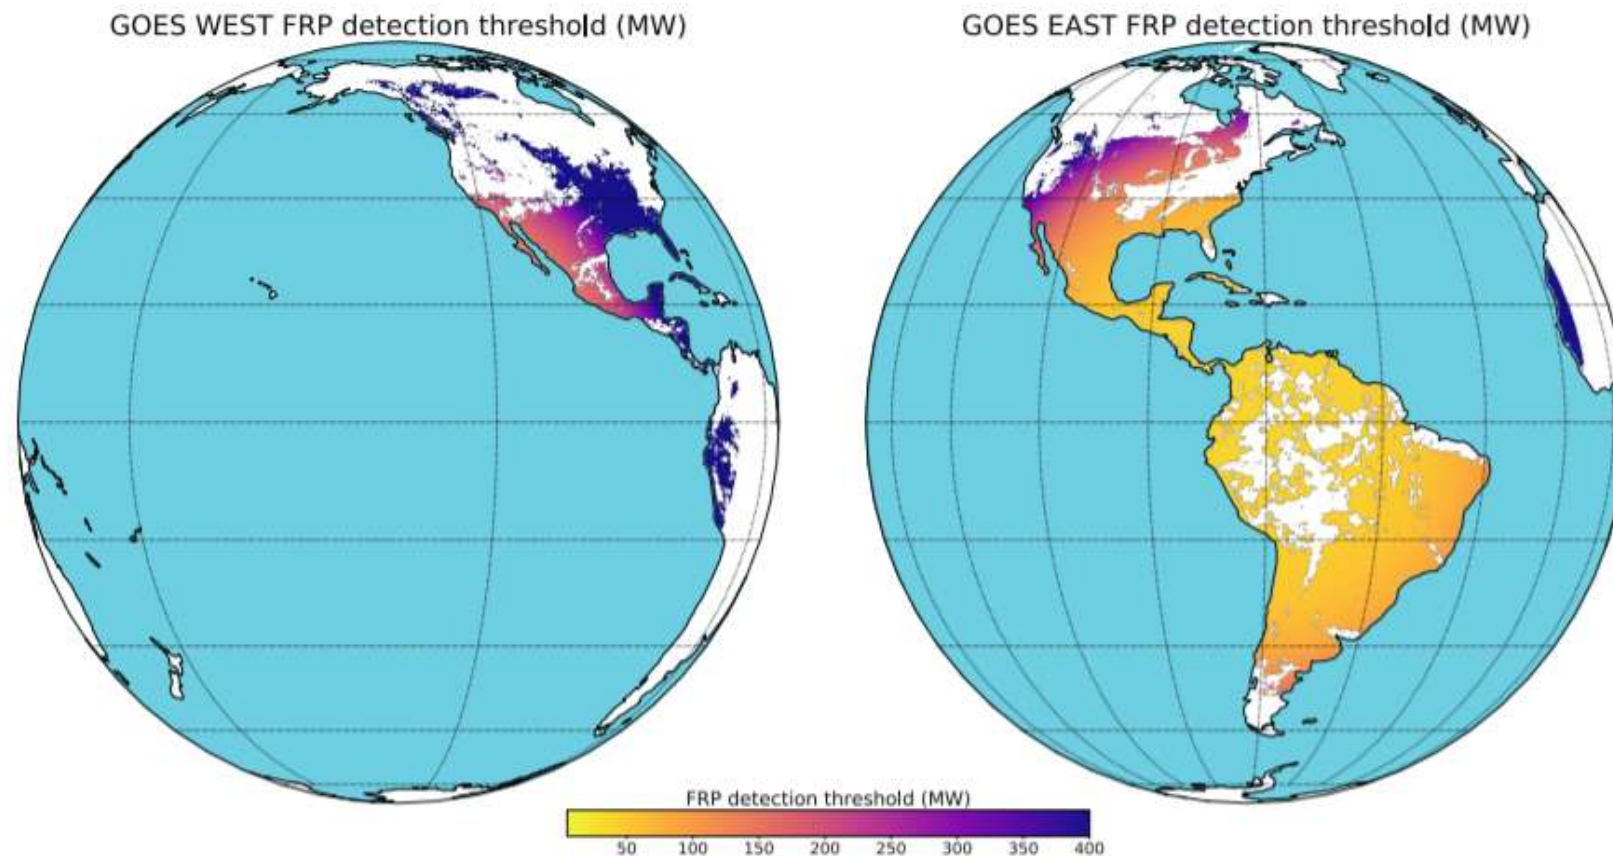 GOES WEST FRP detection threshold (MW)
GOES EAST FRP detection threshold (MW)
FRP detection threshold (MW)
50 100 150 200 250 300 350 400